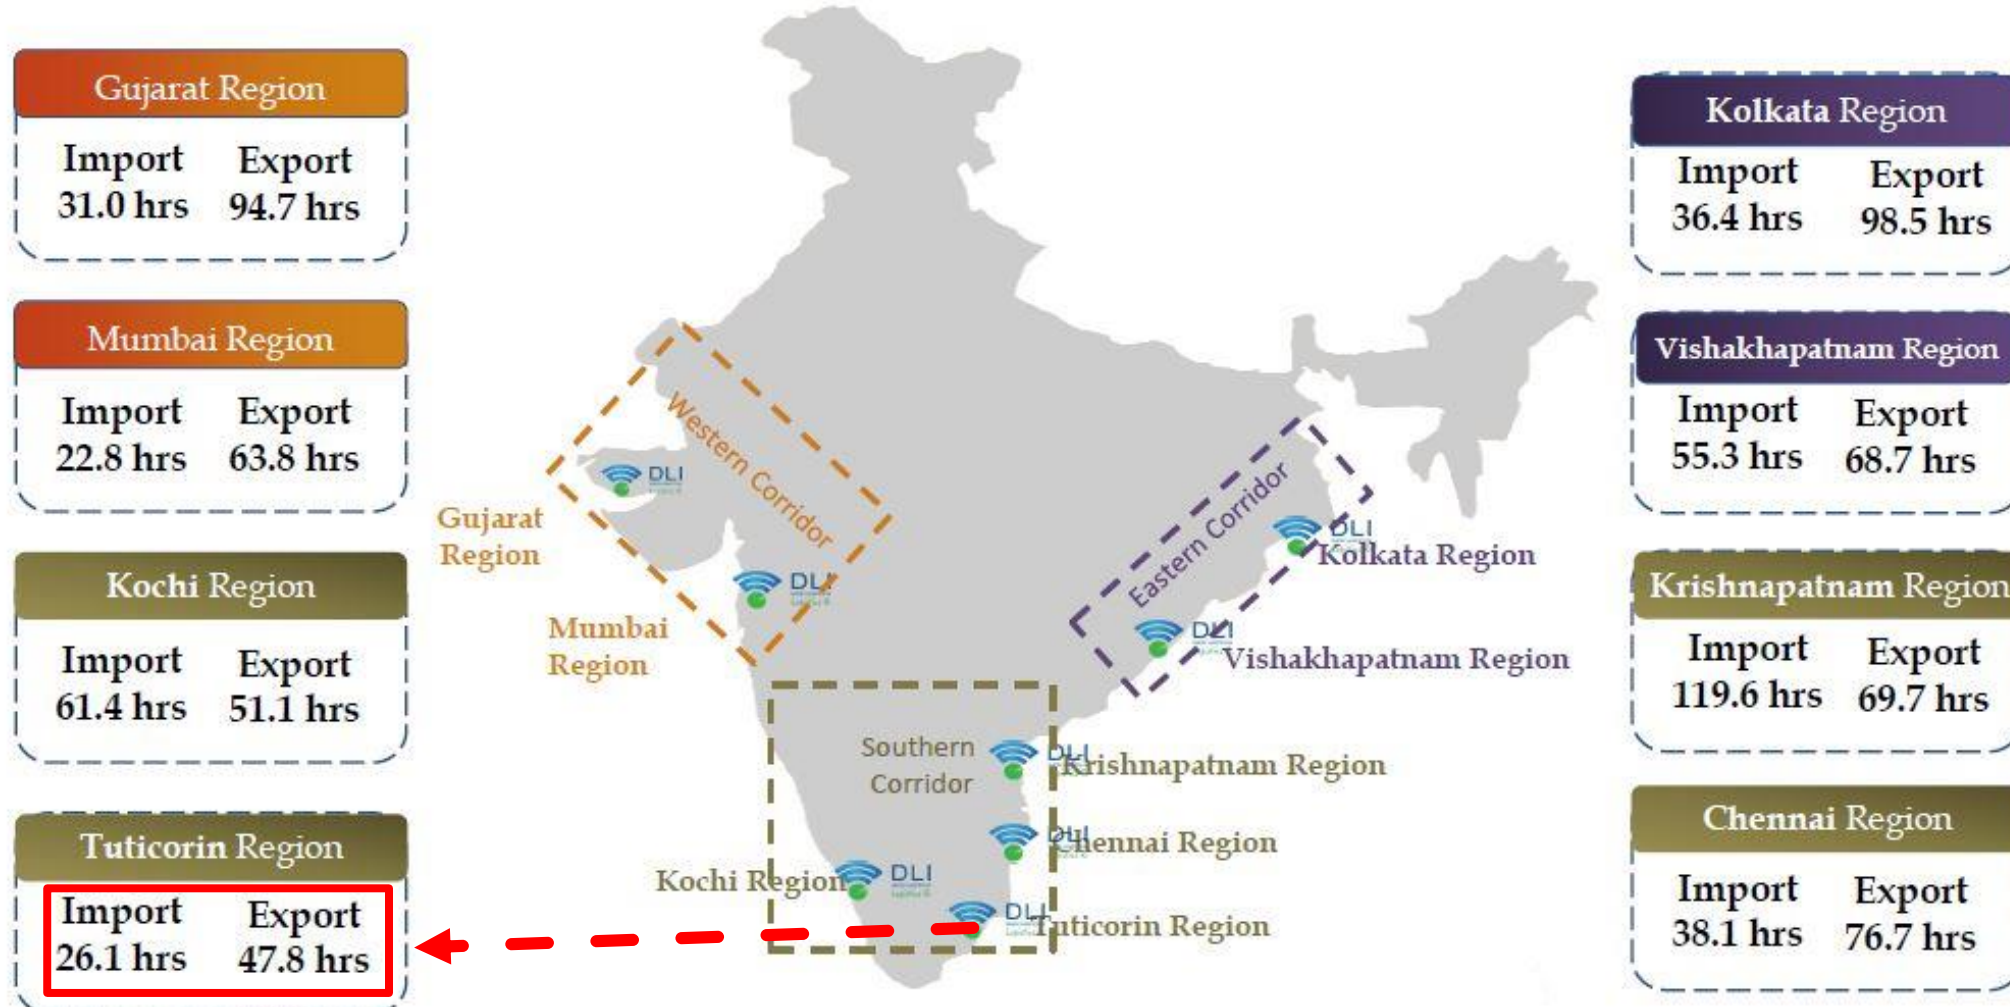 Gujarat Region
Import Export
31.0 hrs 94.7 hrs
Mumbai Region
Import Export
22.8 hrs 63.8 hrs
Kochi Region
Import Export
61.4 hrs 51.1 hrs
Tuticorin Region
Import Export
26.1 hrs 47.8 hrs
Western Corridor
DLI
Gujarat
Region
DLI
Mumbai
Region
Eastern Corridor
DLI
Kolkata Region
DLI
Vishakhapatnam Region
Southern
Corridor
DLI
Krishnapatnam Region
DLI
Chennai Region
Kochi Region
DLI
DLI
Tuticorin Region
Kolkata Region
Import Export
36.4 hrs 98.5 hrs
Vishakhapatnam Region
Import Export
55.3 hrs 68.7 hrs
Krishnapatnam Region
Import Export
119.6 hrs 69.7 hrs
Chennai Region
Import Export
38.1 hrs 76.7 hrs